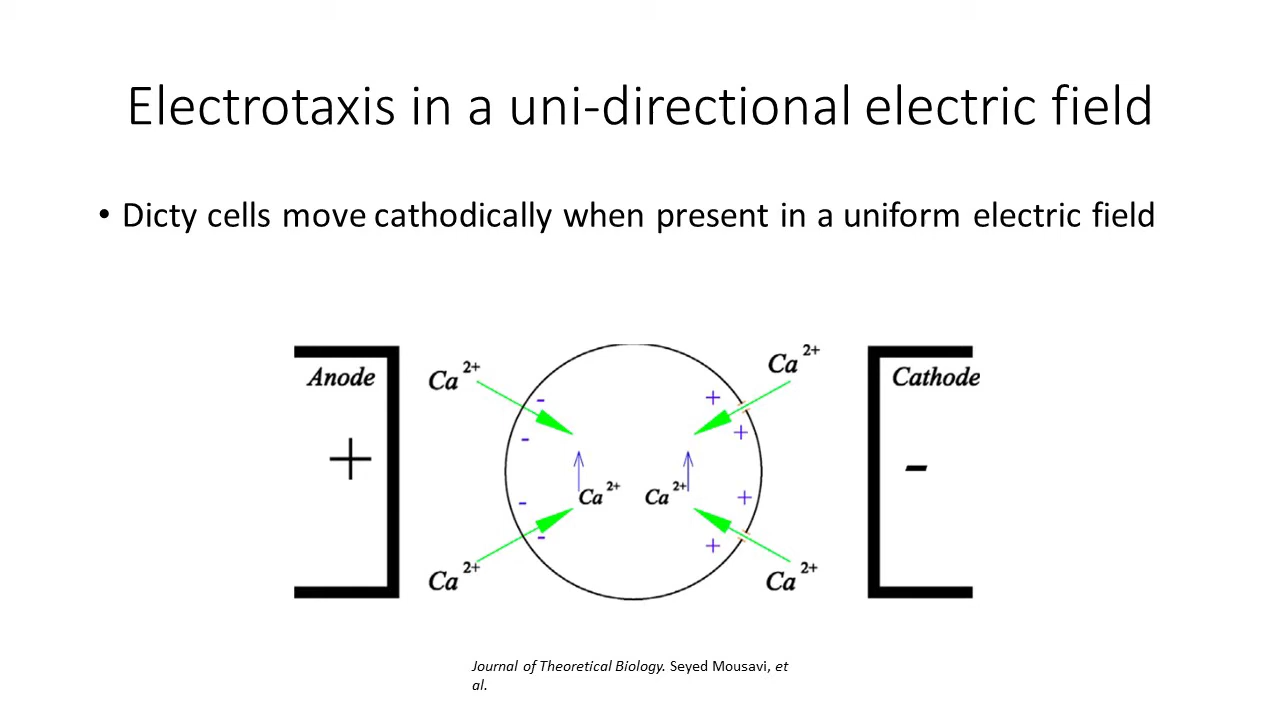 Electrotaxis in a uni-directional electric field
• Dicty cells move cathodically when present in a uniform electric field
Anode
Ca 2+
Ca 2+
Cathode
-
+
-
+
+
-
Ca 2+
Ca 2+
-
+
-
+
Ca 2+
Ca 2+
Journal of Theoretical Biology. Seyed Mousavi, et
al.